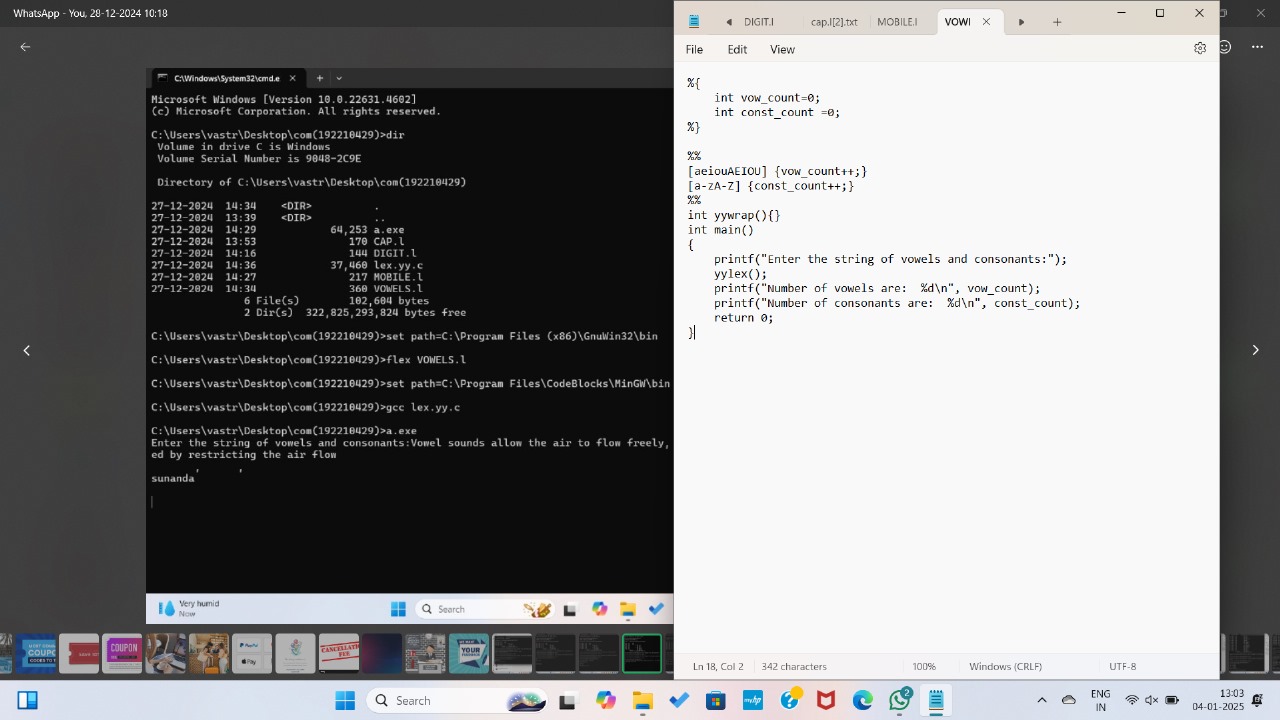 WhatsApp - You, 28-12-2024 10:18
DIGIT.l
cap.l[2].txt
MOBILE.l
VOWI
File Edit View
C:\Windows\System32\cmd.e
Microsoft Windows [Version 10.0.22631.4602]
(c) Microsoft Corporation. All rights reserved.
C:\Users\vastr\Desktop\com(192210429)>dir
Volume in drive C is Windows
Volume Serial Number is 9048-2C9E
Directory of C:\Users\vastr\Desktop\com(192210429)
27-12-2024 14:34 <DIR> .
27-12-2024 13:39 <DIR> ..
27-12-2024 14:29 64,253 a.exe
27-12-2024 13:53 170 CAP.l
27-12-2024 14:16 144 DIGIT.l
27-12-2024 14:36 37,460 lex.yy.c
27-12-2024 14:27 217 MOBILE.l
27-12-2024 14:34 360 VOWELS.l
6 File(s) 102,604 bytes
2 Dir(s) 322,825,293,824 bytes free
C:\Users\vastr\Desktop\com(192210429)>set path=C:\Program Files (x86)\GnuWin32\bin
C:\Users\vastr\Desktop\com(192210429)>flex VOWELS.l
C:\Users\vastr\Desktop\com(192210429)>set path=C:\Program Files\CodeBlocks\MinGW\bin
C:\Users\vastr\Desktop\com(192210429)>gcc lex.yy.c
C:\Users\vastr\Desktop\com(192210429)>a.exe
Enter the string of vowels and consonants:Vowel sounds allow the air to flow freely,
ed by restricting the air flow
, ,
sunanda
Very humid
Now
Search
%{
int vow_count=0;
int const_count =0;
%}
%%
[aeiouAEIOU] {vow_count++;}
[a-zA-Z] {const_count++;}
%%
int yywrap(){}
int main()
{
printf("Enter the string of vowels and consonants:");
yylex();
printf("Number of vowels are:  %d\n", vow_count);
printf("Number of consonants are:  %d\n", const_count);
return 0;
}
COUPON
PayPal
Pay
CANCELLATION FEE
FEEDBACK
Ln 18, Col 2 342 characters 100% Windows (CRLF) UTF-8
Search
2
ENG
IN
13:03
04-01-2025